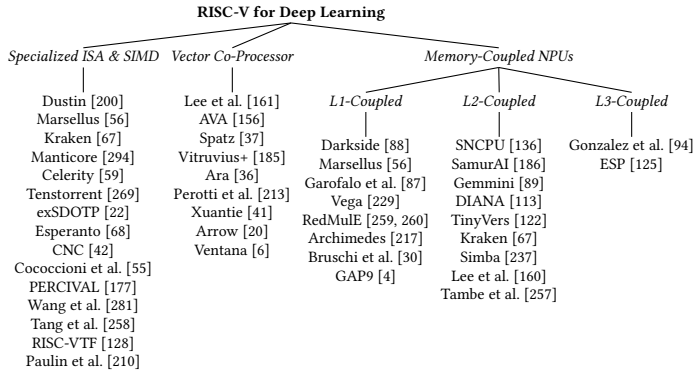 RISC-V for Deep Learning
Specialized ISA & SIMD
Vector Co-Processor
Memory-Coupled NPUs
Dustin [200]
Marsellus [56]
Kraken [67]
Manticore [294]
Celerity [59]
Tenstorrent [269]
exSDOTP [22]
Esperanto [68]
CNC [42]
Cococcioni et al. [55]
PERCIVAL [177]
Wang et al. [281]
Tang et al. [258]
RISC-VTF [128]
Paulin et al. [210]
Lee et al. [161]
AVA [156]
Spatz [37]
Vitruvius+ [185]
Ara [36]
Perotti et al. [213]
Xuantie [41]
Arrow [20]
Ventana [6]
L1-Coupled
L2-Coupled
L3-Coupled
Darkside [88]
Marsellus [56]
Garofalo et al. [87]
Vega [229]
RedMulE [259, 260]
Archimedes [217]
Bruschi et al. [30]
GAP9 [4]
SNCPU [136]
SamurAI [186]
Gemmini [89]
DIANA [113]
TinyVers [122]
Kraken [67]
Simba [237]
Lee et al. [160]
Tambe et al. [257]
Gonzalez et al. [94]
ESP [125]